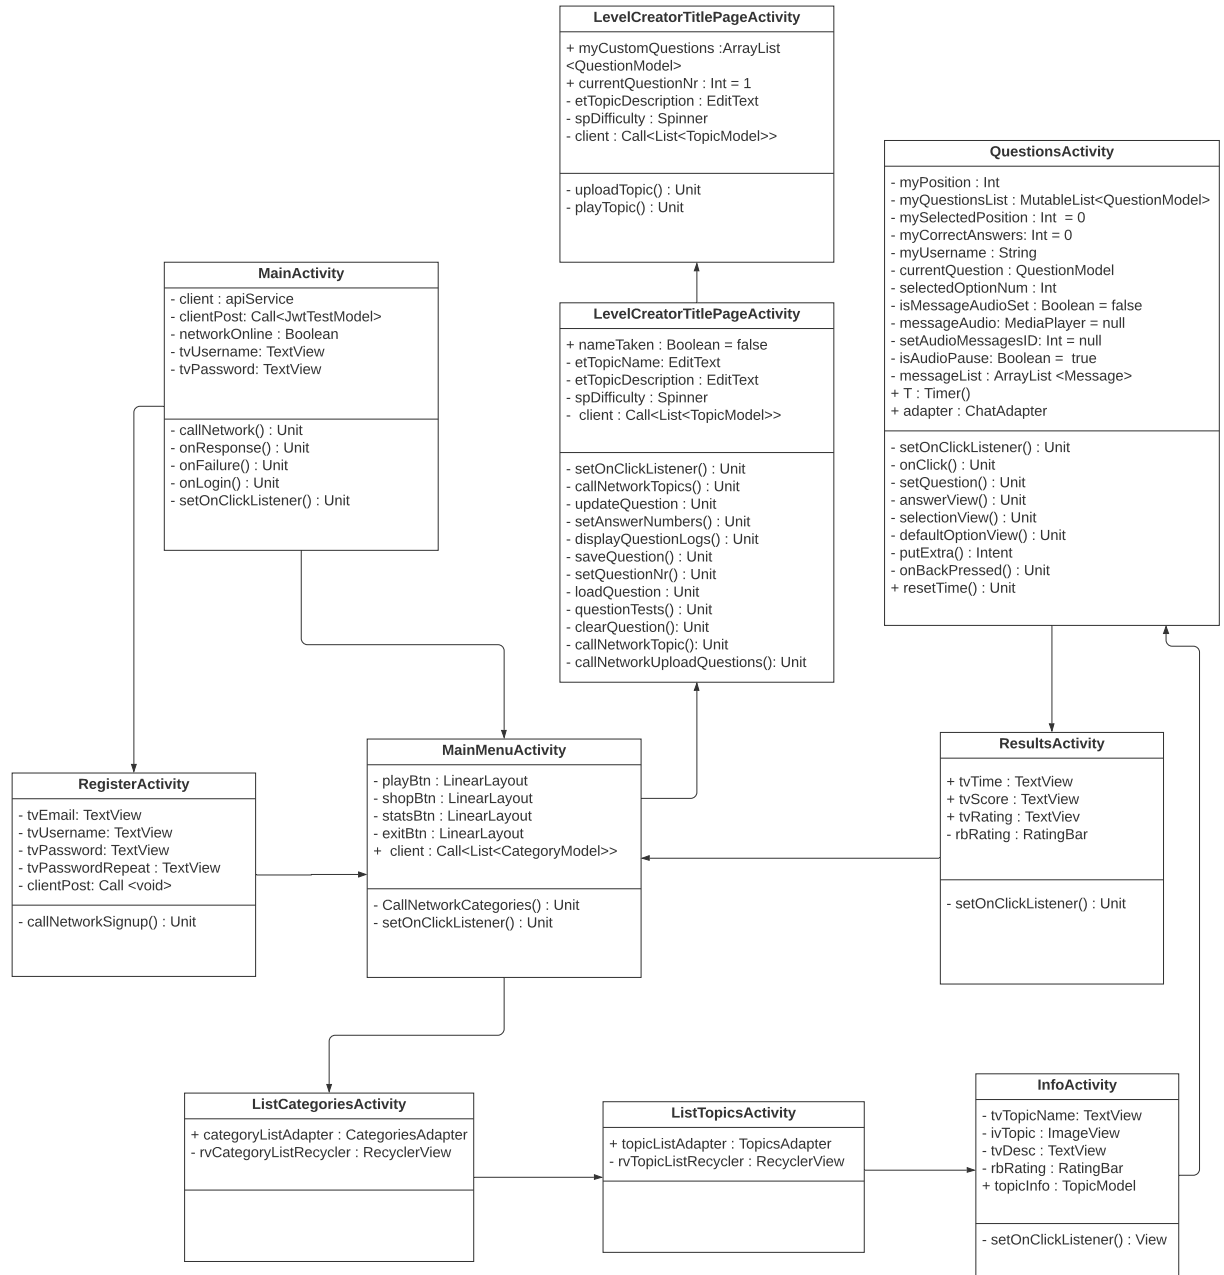 LevelCreatorTitlePageActivity
+ myCustomQuestions :ArrayList
<QuestionModel>
+ currentQuestionNr : Int = 1
- etTopicDescription : EditText
- spDifficulty : Spinner
- client : Call<List<TopicModel>>
- uploadTopic() : Unit
- playTopic() : Unit
QuestionsActivity
- myPosition : Int
- myQuestionsList : MutableList<QuestionModel>
- mySelectedPosition : Int  = 0
- myCorrectAnswers: Int = 0
- myUsername : String
- currentQuestion : QuestionModel
- selectedOptionNum : Int
- isMessageAudioSet : Boolean = false
- messageAudio: MediaPlayer = null
- setAudioMessagesID: Int = null
- isAudioPause: Boolean =  true
- messageList : ArrayList <Message>
+ T : Timer()
+ adapter : ChatAdapter
- setOnClickListener() : Unit
- onClick() : Unit
- setQuestion() : Unit
- answerView() : Unit
- selectionView() : Unit
- defaultOptionView() : Unit
- putExtra() : Intent
- onBackPressed() : Unit
+ resetTime() : Unit
MainActivity
- client : apiService
- clientPost: Call<JwtTestModel>
- networkOnline : Boolean
- tvUsername: TextView
- tvPassword: TextView
- callNetwork() : Unit
- onResponse() : Unit
- onFailure() : Unit
- onLogin() : Unit
- setOnClickListener() : Unit
LevelCreatorTitlePageActivity
+ nameTaken : Boolean = false
- etTopicName: EditText
- etTopicDescription : EditText
- spDifficulty : Spinner
-  client : Call<List<TopicModel>>
- setOnClickListener() : Unit
- callNetworkTopics() : Unit
- updateQuestion : Unit
- setAnswerNumbers() : Unit
- displayQuestionLogs() : Unit
- saveQuestion() : Unit
- setQuestionNr() : Unit
- loadQuestion : Unit
- questionTests() : Unit
- clearQuestion(): Unit
- callNetworkTopic(): Unit
- callNetworkUploadQuestions(): Unit
RegisterActivity
- tvEmail: TextView
- tvUsername: TextView
- tvPassword: TextView
- tvPasswordRepeat : TextView
- clientPost: Call <void>
- callNetworkSignup() : Unit
MainMenuActivity
- playBtn : LinearLayout
- shopBtn : LinearLayout
- statsBtn : LinearLayout
- exitBtn : LinearLayout
+  client : Call<List<CategoryModel>>
- CallNetworkCategories() : Unit
- setOnClickListener() : Unit
ResultsActivity
+ tvTime : TextView
+ tvScore : TextView
+ tvRating : TextViev
- rbRating : RatingBar
- setOnClickListener() : Unit
ListCategoriesActivity
+ categoryListAdapter : CategoriesAdapter
- rvCategoryListRecycler : RecyclerView
ListTopicsActivity
+ topicListAdapter : TopicsAdapter
- rvTopicListRecycler : RecyclerView
InfoActivity
- tvTopicName: TextView
- ivTopic : ImageView
- tvDesc : TextView
- rbRating : RatingBar
+ topicInfo : TopicModel
- setOnClickListener() : View